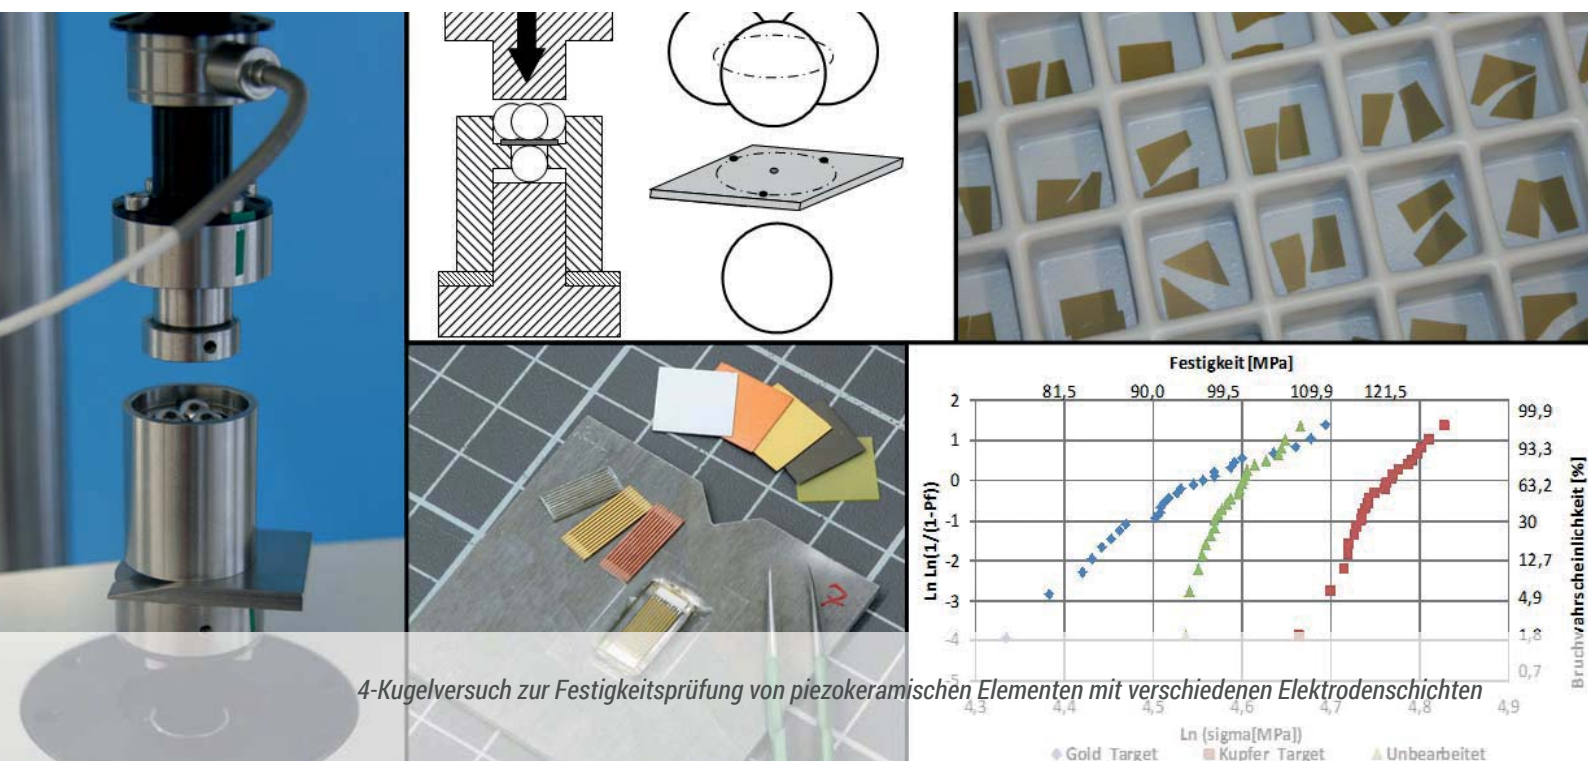 Festigkeit [MPa]
81,5 90,0 99,5 109,9 121,5
2
1
0
-1
-2
-3
-4
-5
Ln Ln(1/(1-Pf))
99,9
93,3
63,2
30
12,7
4,9
1,8
0,7
Bruchwahrscheinlichkeit [%]
2
4-Kugelversuch zur Festigkeitsprüfung von piezokeramischen Elementen mit verschiedenen Elektrodenschichten
4,3 4,4 4,5 4,6 4,7 4,8 4,9
Ln (sigma[MPa])
Gold Target Kupfer Target Unbearbeitet